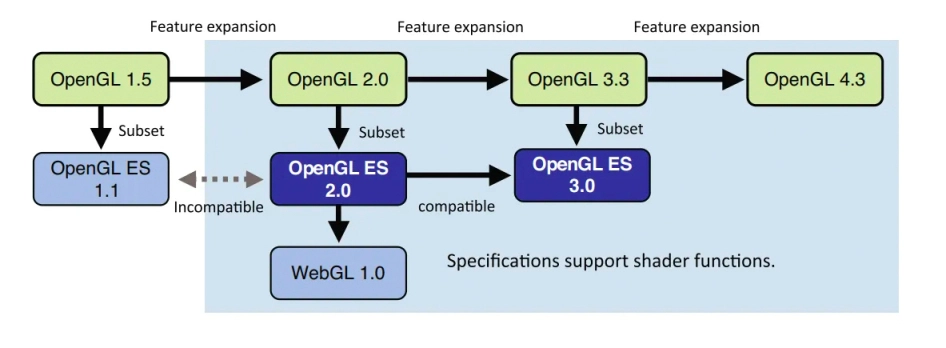 Feature expansion
Feature expansion
Feature expansion
OpenGL 1.5
OpenGL 2.0
OpenGL 3.3
OpenGL 4.3
Subset
Subset
Subset
OpenGL ES
1.1
Incompatible
OpenGL ES
2.0
compatible
OpenGL ES
3.0
WebGL 1.0
Specifications support shader functions.